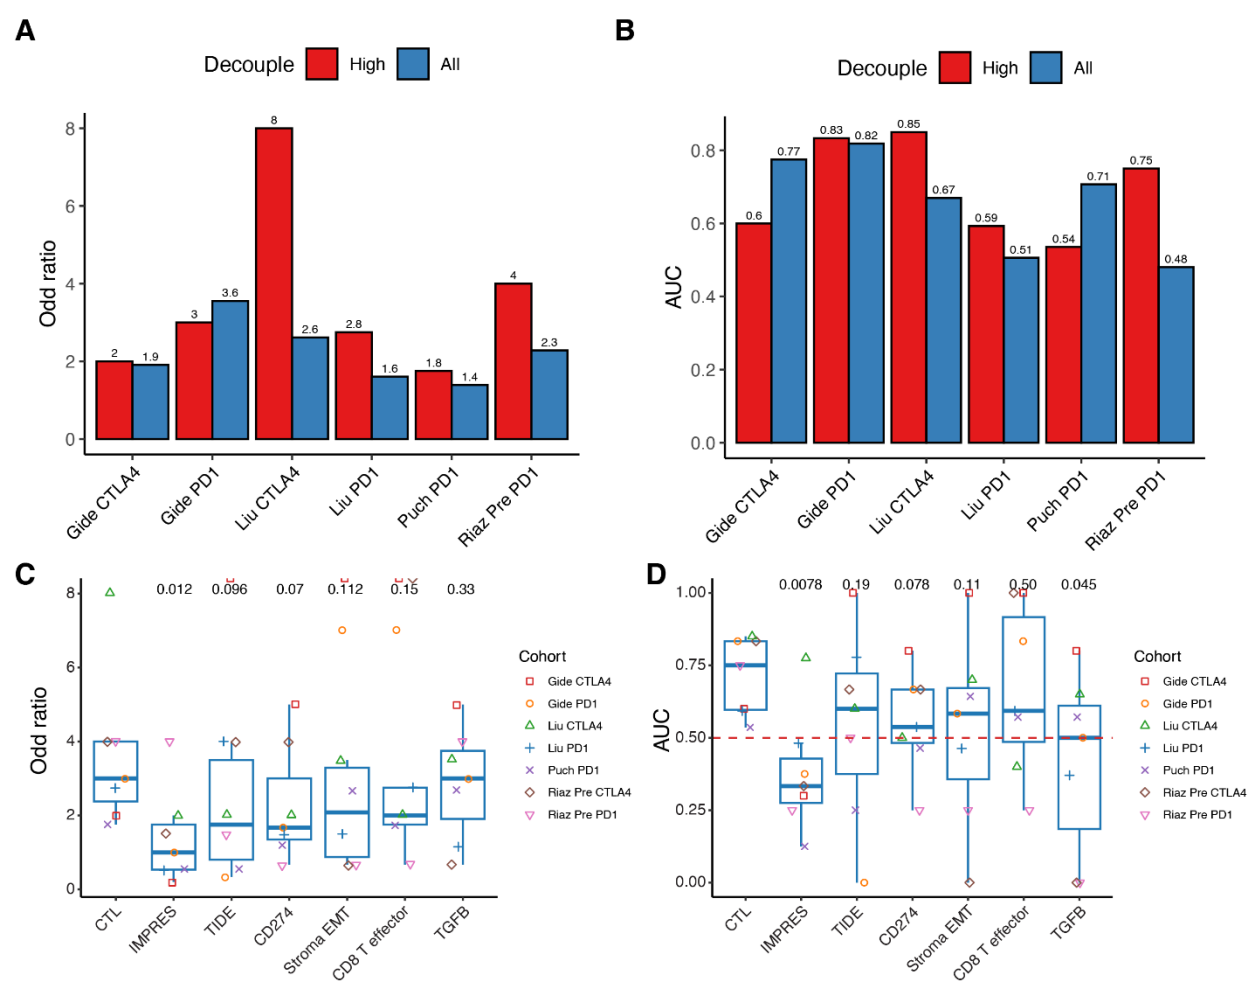 A
Decouple High All
Odd ratio
8
6
4
2
0
2 1.9 3 3.6 8 2.6 2.8 1.6 1.8 1.4 4 2.3
Gide CTLA4 Gide PD1 Liu CTLA4 Liu PD1 Puch PD1 Riaz Pre PD1
B
Decouple High All
AUC
0.8
0.6
0.4
0.2
0.0
0.6 0.77 0.83 0.82 0.85 0.67 0.59 0.51 0.54 0.71 0.75 0.48
Gide CTLA4 Gide PD1 Liu CTLA4 Liu PD1 Puch PD1 Riaz Pre PD1
C
Odd ratio
8
6
4
2
0
0.012 0.096 0.07 0.112 0.15 0.33
CTL IMPRES TIDE CD274 Stroma EMT CD8 T effector TGFB
Cohort
Gide CTLA4
Gide PD1
Liu CTLA4
Liu PD1
Puch PD1
Riaz Pre CTLA4
Riaz Pre PD1
D
AUC
1.00
0.75
0.50
0.25
0.00
0.0078 0.19 0.078 0.11 0.50 0.045
CTL IMPRES TIDE CD274 Stroma EMT CD8 T effector TGFB
Cohort
Gide CTLA4
Gide PD1
Liu CTLA4
Liu PD1
Puch PD1
Riaz Pre CTLA4
Riaz Pre PD1